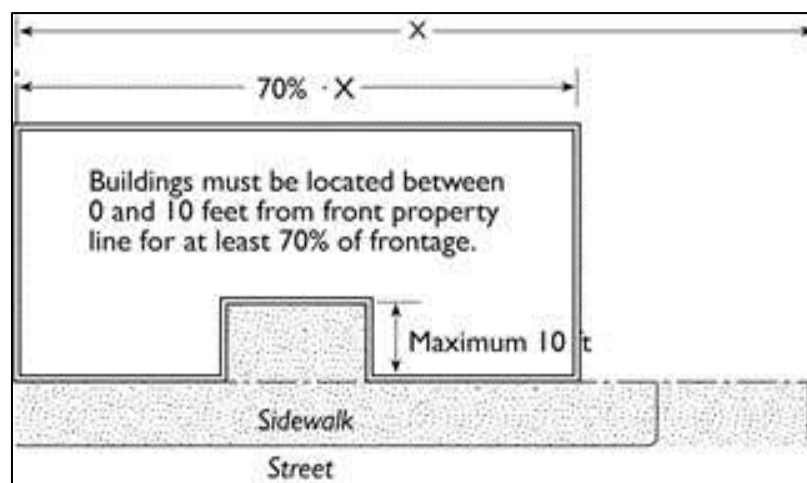 X
70% · X
Buildings must be located between
0 and 10 feet from front property
line for at least 70% of frontage.
Maximum 10 ft
Sidewalk
Street